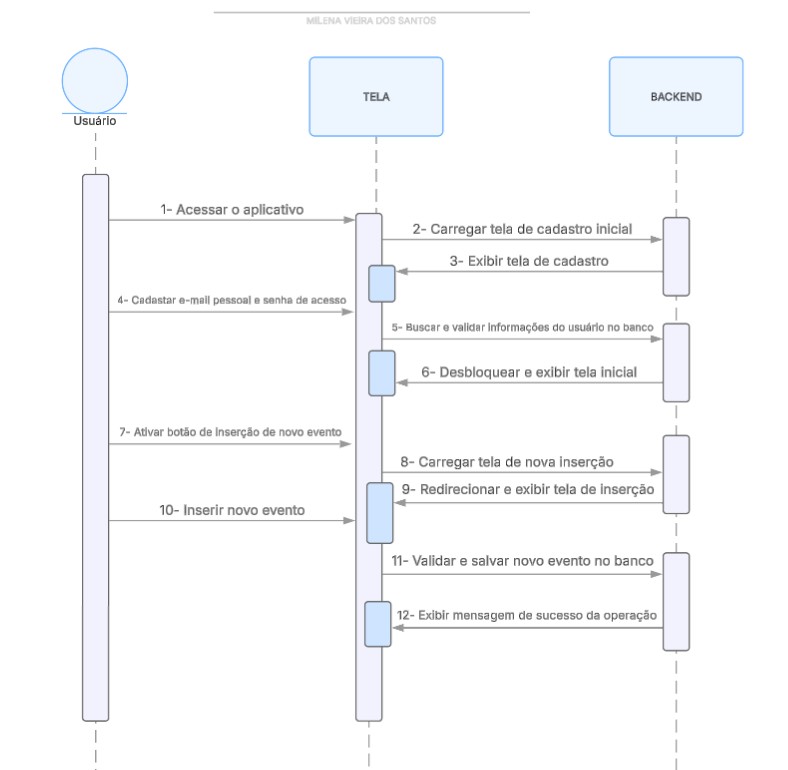 MILENA VIEIRA DOS SANTOS
Usuário
TELA
BACKEND
1- Acessar o aplicativo
2- Carregar tela de cadastro inicial
3- Exibir tela de cadastro
4- Cadastar e-mail pessoal e senha de acesso
5- Buscar e validar informações do usuário no banco
6- Desbloquear e exibir tela inicial
7- Ativar botão de inserção de novo evento
8- Carregar tela de nova inserção
9- Redirecionar e exibir tela de inserção
10- Inserir novo evento
11- Validar e salvar novo evento no banco
12- Exibir mensagem de sucesso da operação